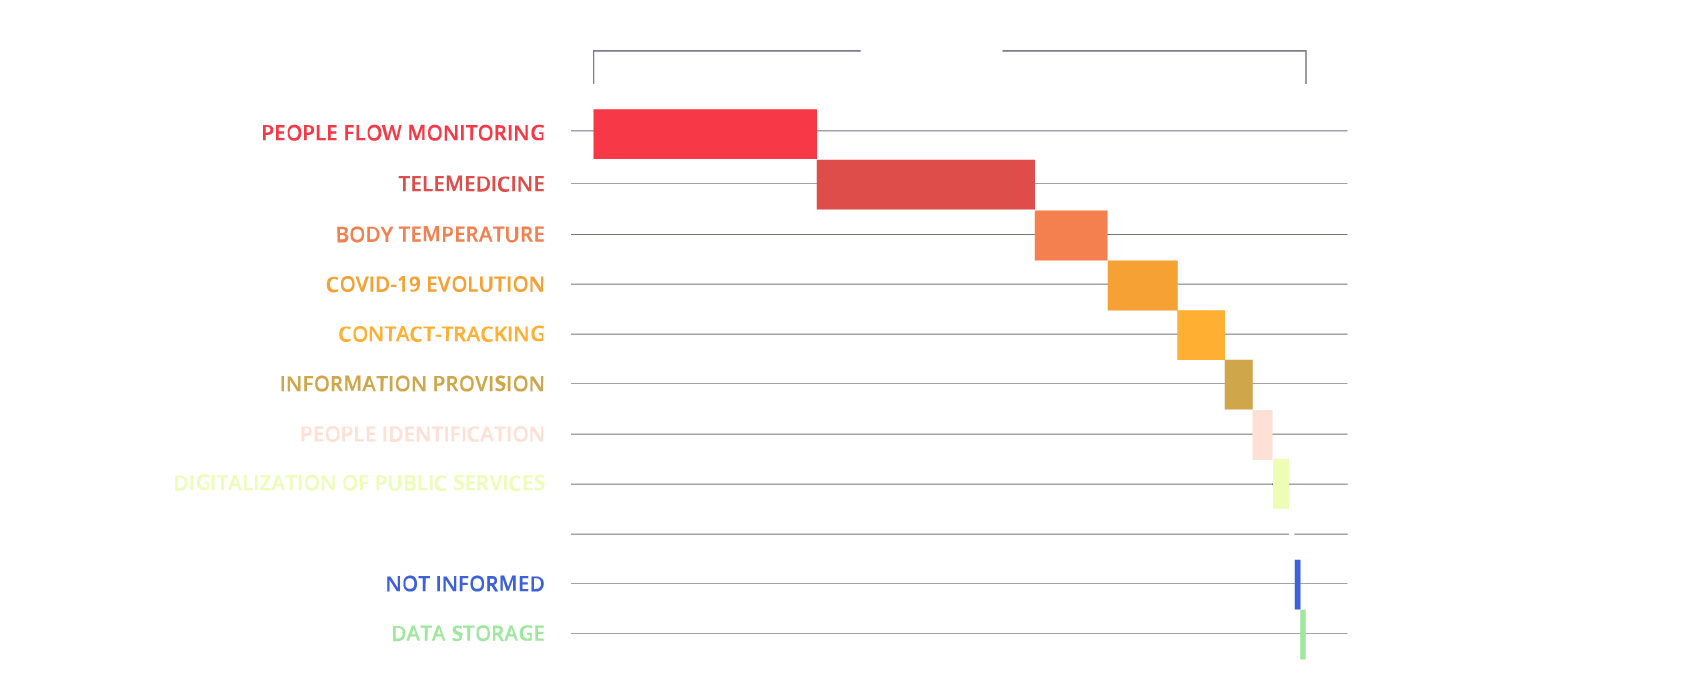 PEOPLE FLOW MONITORING
TELEMEDICINE
BODY TEMPERATURE
COVID-19 EVOLUTION
CONTACT-TRACKING
INFORMATION PROVISION
PEOPLE IDENTIFICATION
DIGITALIZATION OF PUBLIC SERVICES
NOT INFORMED
DATA STORAGE